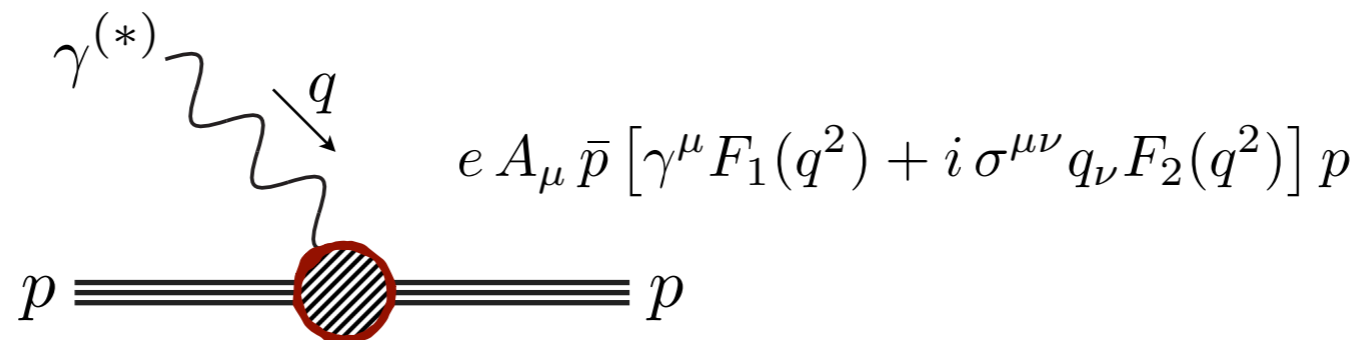 γ^(*)
q
e A_μ p̄ [γ^μ F_1(q^2) + i σ^{μν} q_ν F_2(q^2)] p
p p